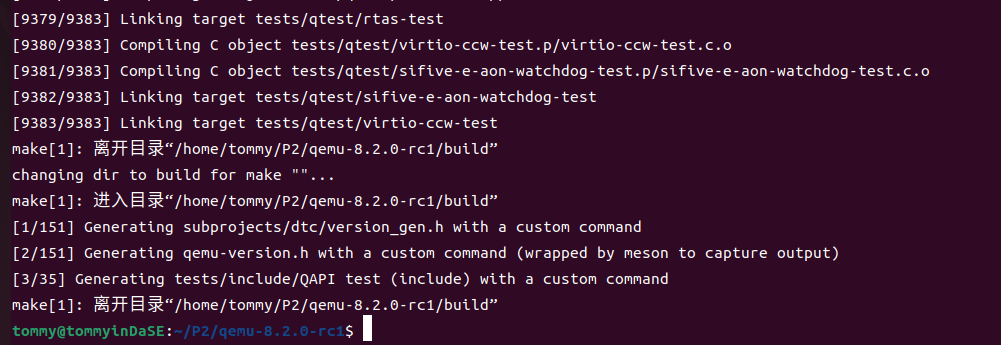 [9379/9383] Linking target tests/qtest/rtas-test
[9380/9383] Compiling C object tests/qtest/virtio-ccw-test.p/virtio-ccw-test.c.o
[9381/9383] Compiling C object tests/qtest/sifive-e-aon-watchdog-test.p/sifive-e-aon-watchdog-test.c.o
[9382/9383] Linking target tests/qtest/sifive-e-aon-watchdog-test
[9383/9383] Linking target tests/qtest/virtio-ccw-test
make[1]: 离开目录“/home/tommy/P2/qemu-8.2.0-rc1/build”
changing dir to build for make ""...
make[1]: 进入目录“/home/tommy/P2/qemu-8.2.0-rc1/build”
[1/151] Generating subprojects/dtc/version_gen.h with a custom command
[2/151] Generating qemu-version.h with a custom command (wrapped by meson to capture output)
[3/35] Generating tests/include/QAPI test (include) with a custom command
make[1]: 离开目录“/home/tommy/P2/qemu-8.2.0-rc1/build”
tommy@tommyinDaSE:~/P2/qemu-8.2.0-rc1$